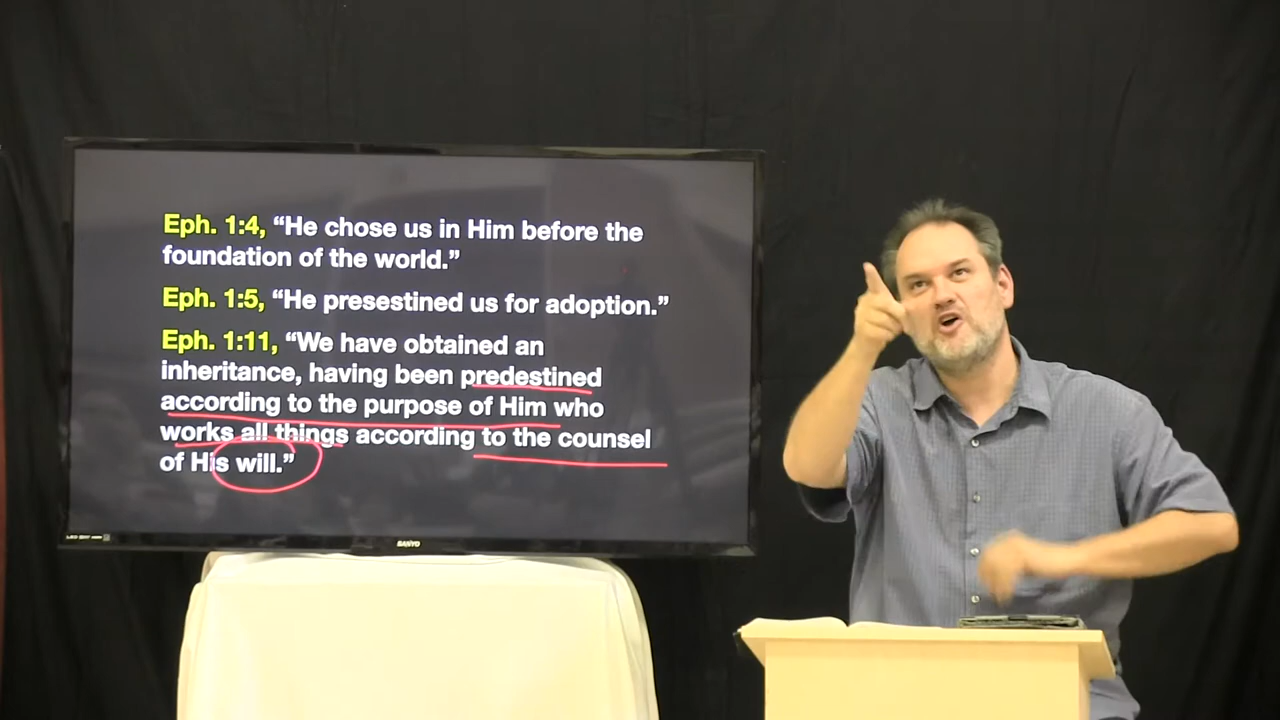 Eph. 1:4, “He chose us in Him before the
foundation of the world.”
Eph. 1:5, “He presestined us for adoption.”
Eph. 1:11, “We have obtained an
inheritance, having been predestined
according to the purpose of Him who
works all things according to the counsel
of His will.”
SANYO